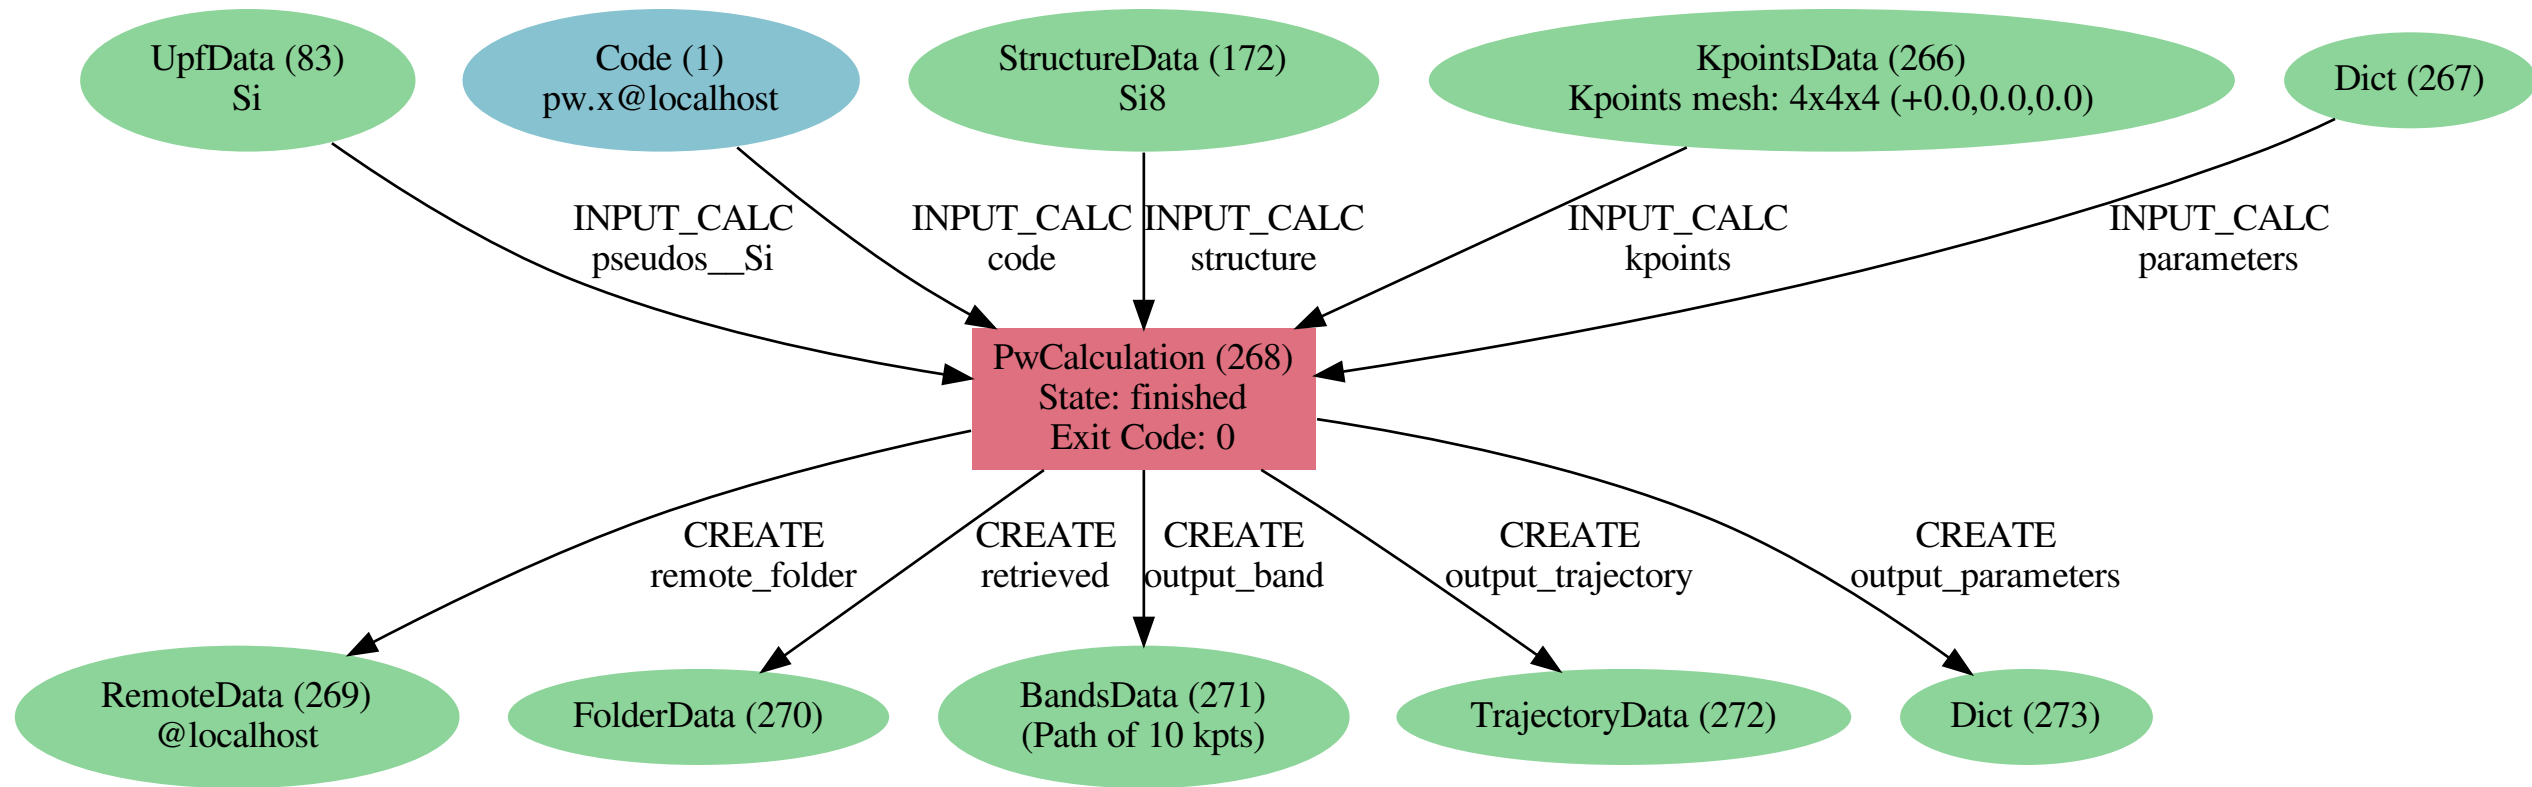 UpfData (83)
Si
Code (1)
pw.x@localhost
StructureData (172)
Si8
KpointsData (266)
Kpoints mesh: 4x4x4 (+0.0,0.0,0.0)
Dict (267)
INPUT_CALC
pseudos__Si
INPUT_CALC
code
INPUT_CALC
structure
INPUT_CALC
kpoints
INPUT_CALC
parameters
PwCalculation (268)
State: finished
Exit Code: 0
CREATE
remote_folder
CREATE
retrieved
CREATE
output_band
CREATE
output_trajectory
CREATE
output_parameters
RemoteData (269)
@localhost
FolderData (270)
BandsData (271)
(Path of 10 kpts)
TrajectoryData (272)
Dict (273)